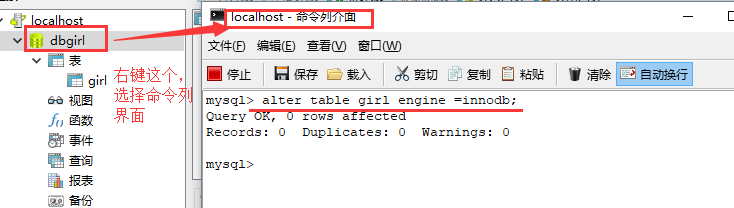 localhost
dbgirl
表
girl
视图
函数
事件
查询
报表
备份
右键这个，
选择命令列
界面
localhost - 命令列介面
文件(F) 编辑(E) 查看(V) 窗口(W)
停止 保存 载入 剪切 复制 粘贴 清除 自动换行
mysql> alter table girl engine =innodb;
Query OK, 0 rows affected
Records: 0 Duplicates: 0 Warnings: 0
mysql>